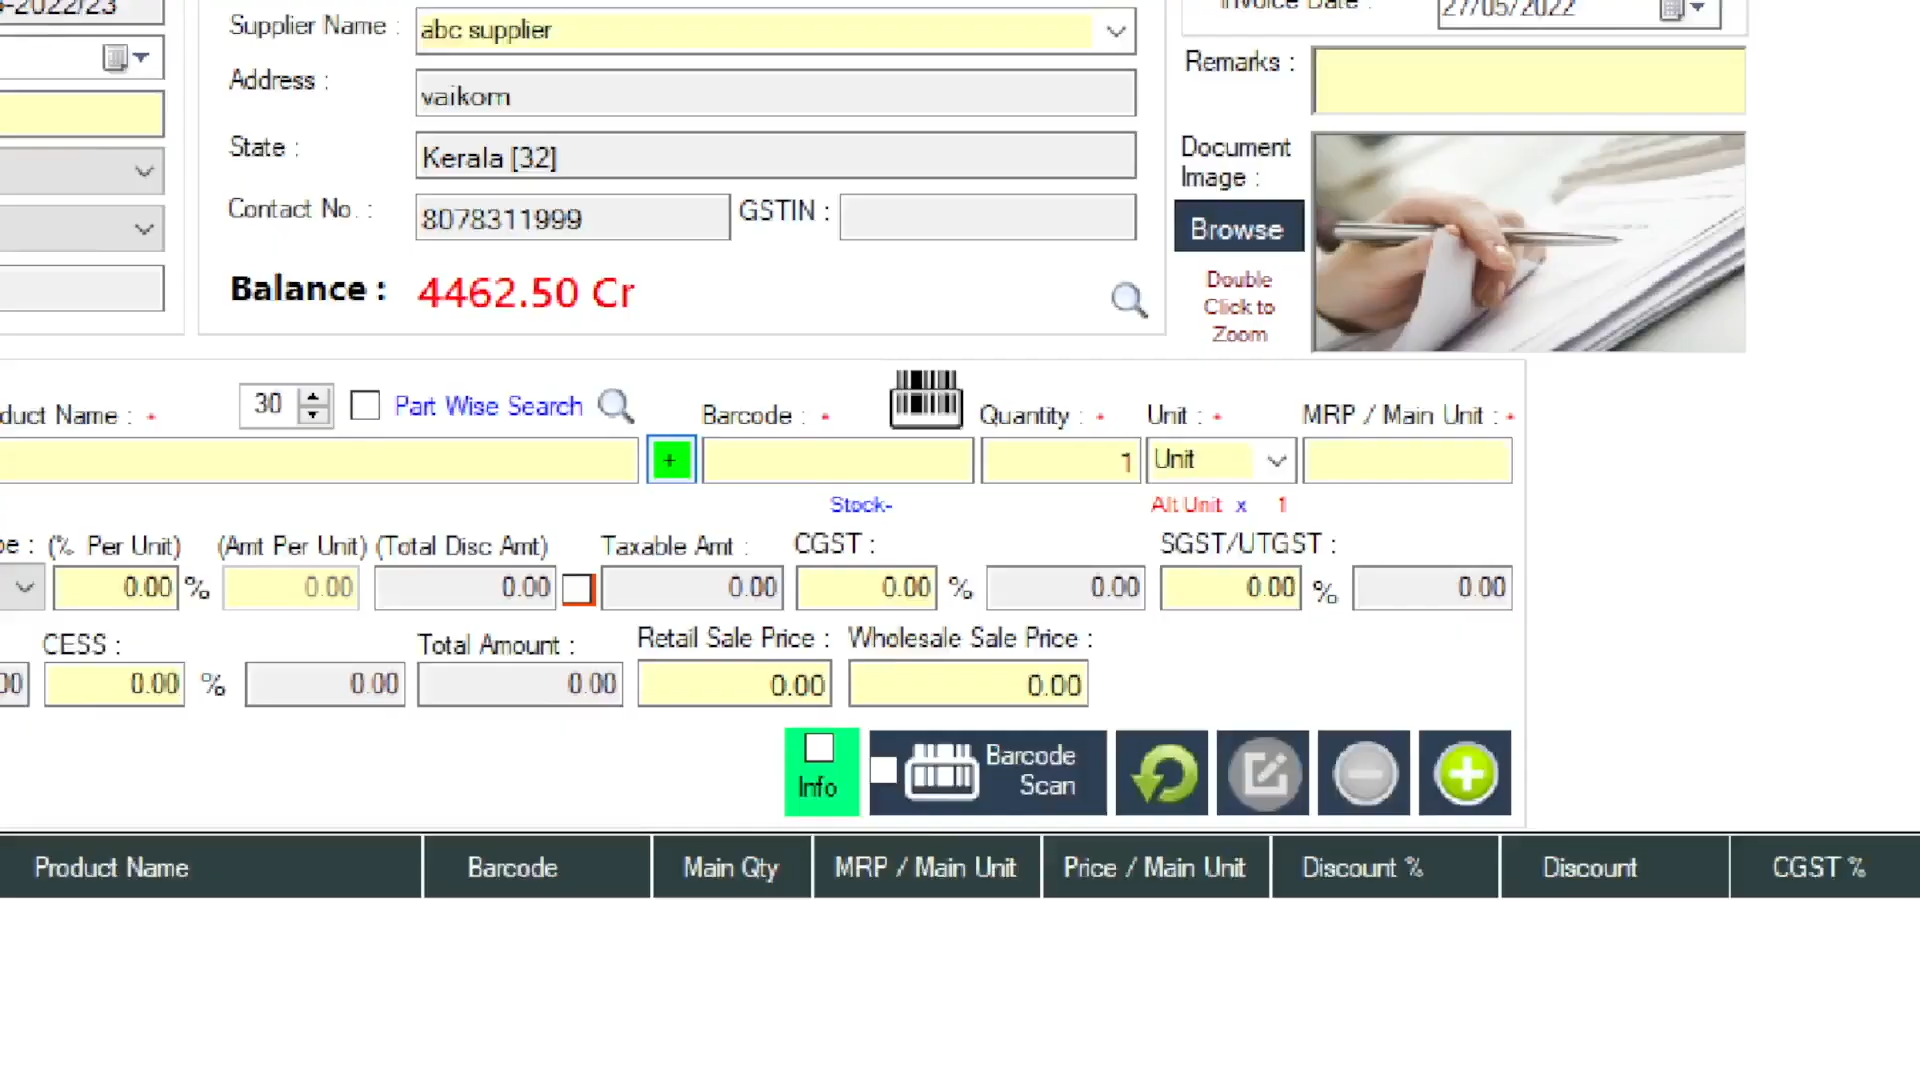 -2022/23
Supplier Name :
abc supplier
Invoice Date :
27/05/2022
Address :
vaikom
Remarks :
State :
Kerala [32]
Document
Image :
Contact No. :
8078311999
GSTIN :
Browse
Balance :
4462.50 Cr
Double
Click to
Zoom
duct Name : *
30
Part Wise Search
Barcode : *
Quantity : *
Unit : *
MRP / Main Unit : *
+
1
Unit
Stock-
Alt Unit x 1
pe : (% Per Unit)
(Amt Per Unit)
(Total Disc Amt)
Taxable Amt :
CGST :
SGST/UTGST :
0.00 %
0.00
0.00
0.00
0.00 %
0.00
0.00 %
0.00
CESS :
Total Amount :
Retail Sale Price :
Wholesale Sale Price :
00
0.00 %
0.00
0.00
0.00
0.00
Info
Barcode
Scan
Product Name
Barcode
Main Qty
MRP / Main Unit
Price / Main Unit
Discount %
Discount
CGST %